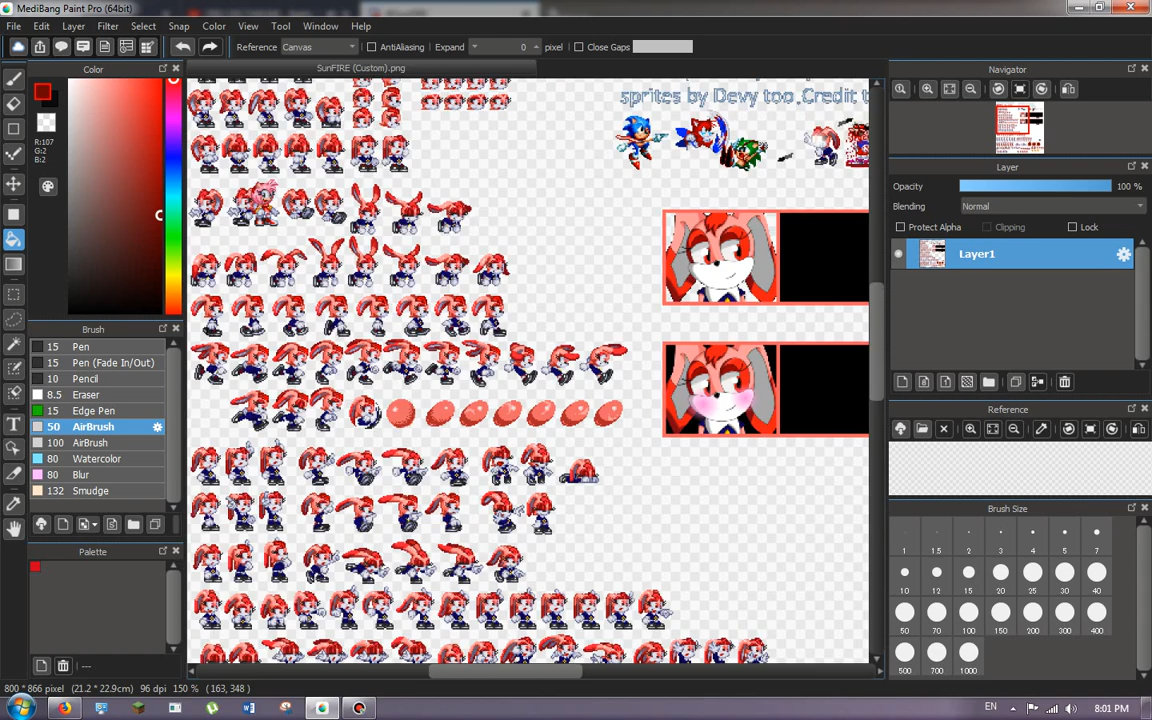 MediBang Paint Pro (64bit)
File Edit Layer Filter Select Snap Color View Tool Window Help
Reference Canvas AntiAliasing Expand 0 pixel Close Gaps
Color
SunFIRE (Custom).png
Navigator
R:107
G:2
B:2
sprites by Devy too.Credit t
Layer
Opacity 100 %
Blending Normal
Protect Alpha Clipping Lock
Layer1
Brush
15 Pen
15 Pen (Fade In/Out)
10 Pencil
8.5 Eraser
15 Edge Pen
50 AirBrush
100 AirBrush
80 Watercolor
80 Blur
132 Smudge
Reference
Brush Size
1 1.5 2 3 4 5 7
10 12 15 20 25 30 40
50 70 100 150 200 300 400
500 700 1000
Palette
---
800 * 866 pixel (21.2 * 22.9cm) 96 dpi 150 % (163, 348)
EN 8:01 PM